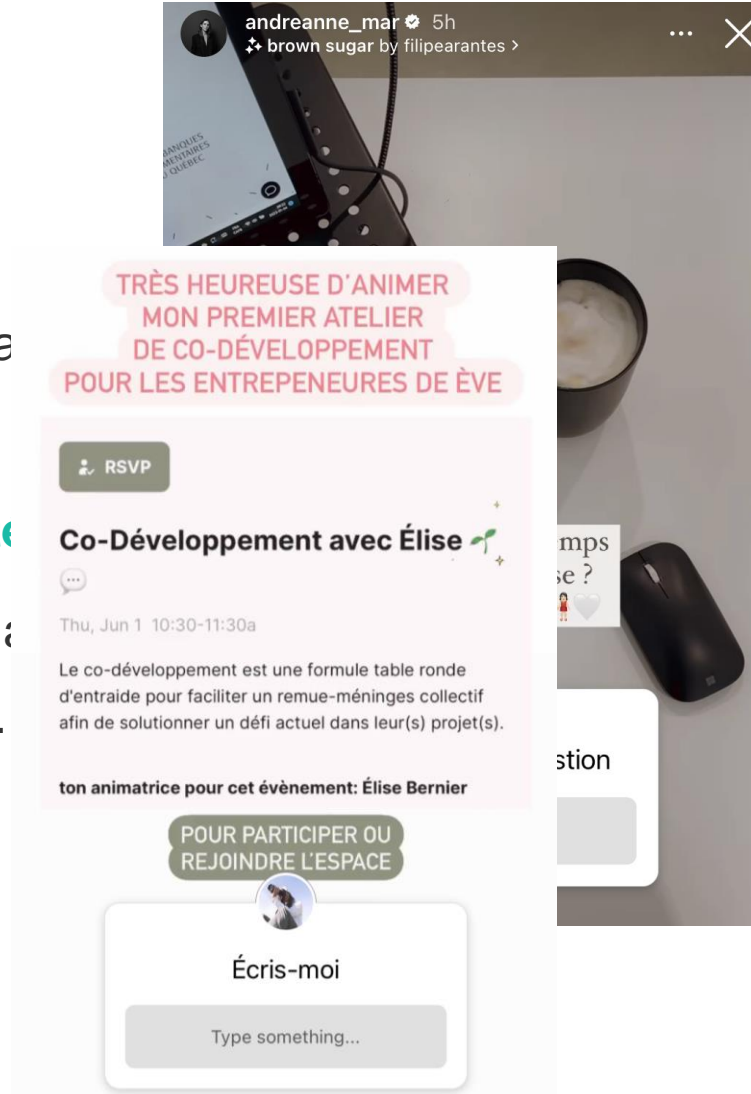 andreanne_mar 5h
brown sugar by filipearantes >
MENTAIRES
QUÉBEC
TRÈS HEUREUSE D'ANIMER
MON PREMIER ATELIER
DE CO-DÉVELOPPEMENT
POUR LES ENTREPENEURES DE ÈVE
RSVP
Co-Développement avec Élise
Thu, Jun 1 10:30-11:30a
Le co-développement est une formule table ronde
d'entraide pour faciliter un remue-méninges collectif
afin de solutionner un défi actuel dans leur(s) projet(s).
ton animatrice pour cet évènement: Élise Bernier
POUR PARTICIPER OU
REJOINDRE L'ESPACE
Écris-moi
Type something...
mps
se ?
stion